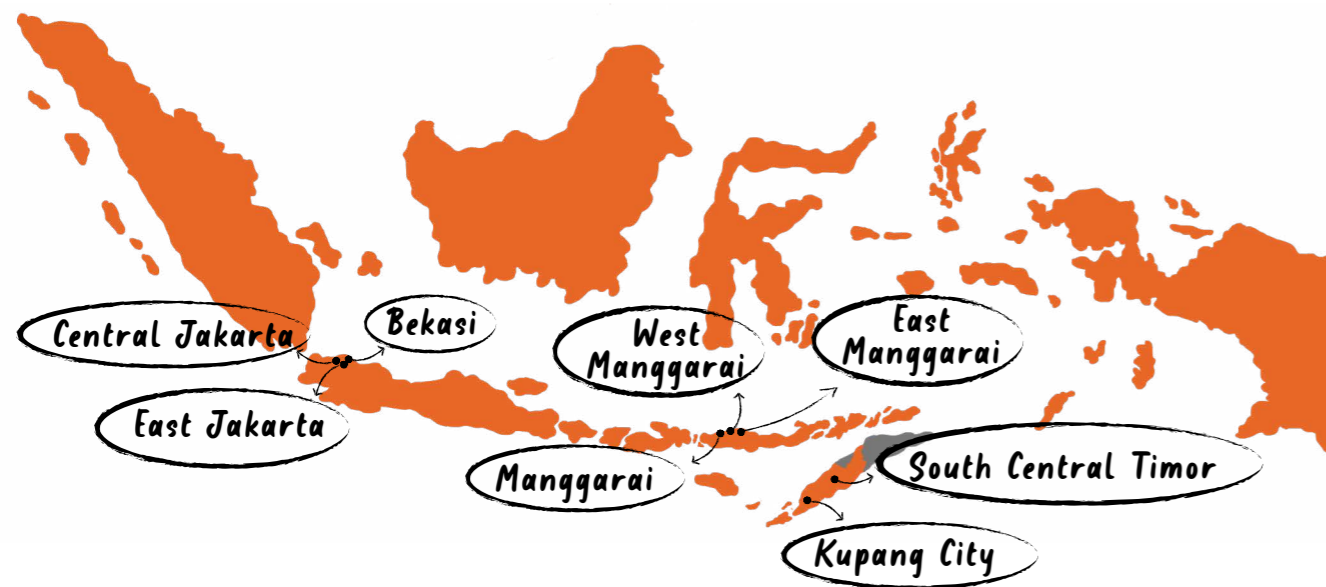 Central Jakarta
Bekasi
East Jakarta
West
Manggarai
East
Manggarai
Manggarai
South Central Timor
Kupang City